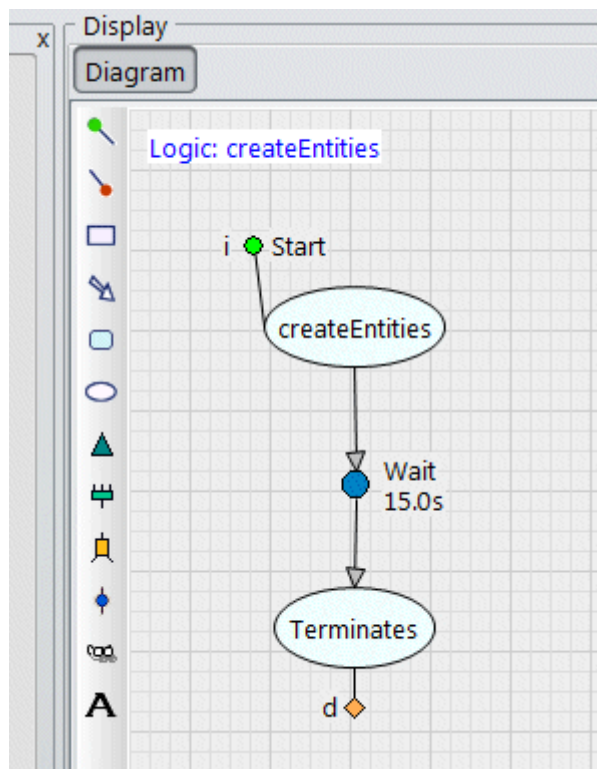 x
Display
Diagram
Logic: createEntities
i Start
createEntities
Wait
15.0s
Terminates
d
A